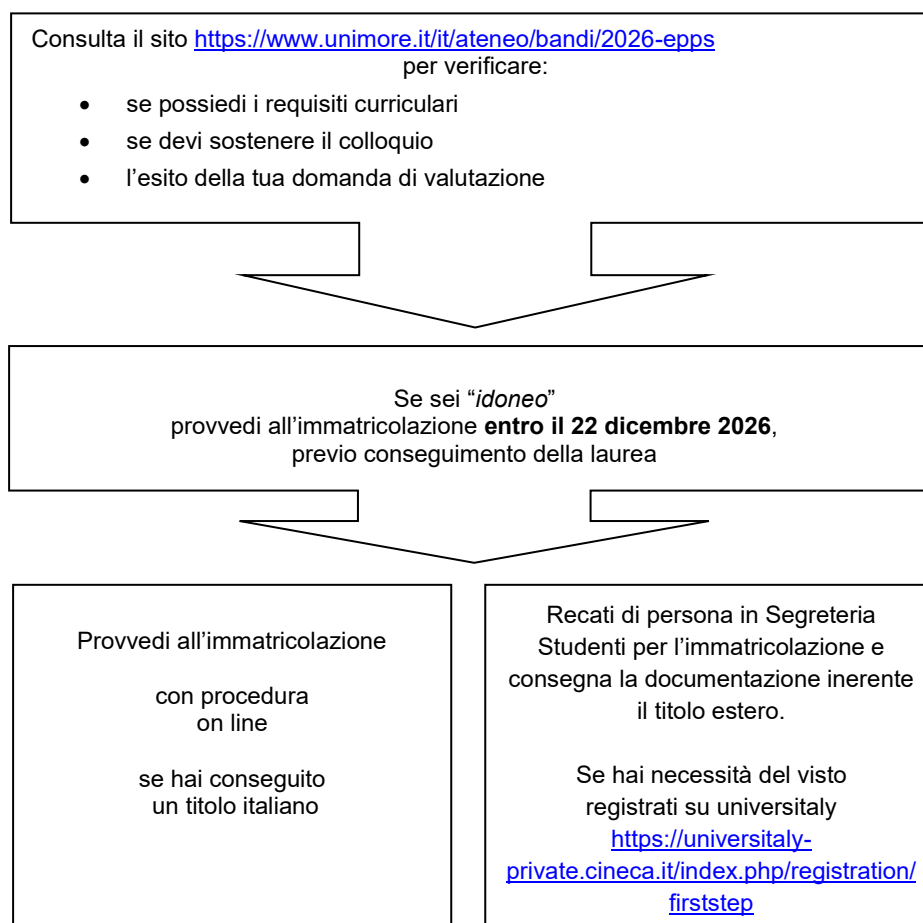 Consulta il sito https://www.unimore.it/it/ateneo/bandi/2026-epps
per verificare:
• se possiedi i requisiti curriculari
• se devi sostenere il colloquio
• l’esito della tua domanda di valutazione
Se sei “idoneo”
provvedi all’immatricolazione entro il 22 dicembre 2026,
previo conseguimento della laurea
Provvedi all’immatricolazione
con procedura
on line
se hai conseguito
un titolo italiano
Recati di persona in Segreteria
Studenti per l’immatricolazione e
consegna la documentazione inerente
il titolo estero.
Se hai necessità del visto
registrati su universitaly
https://universitaly-
private.cineca.it/index.php/registration/
firststep